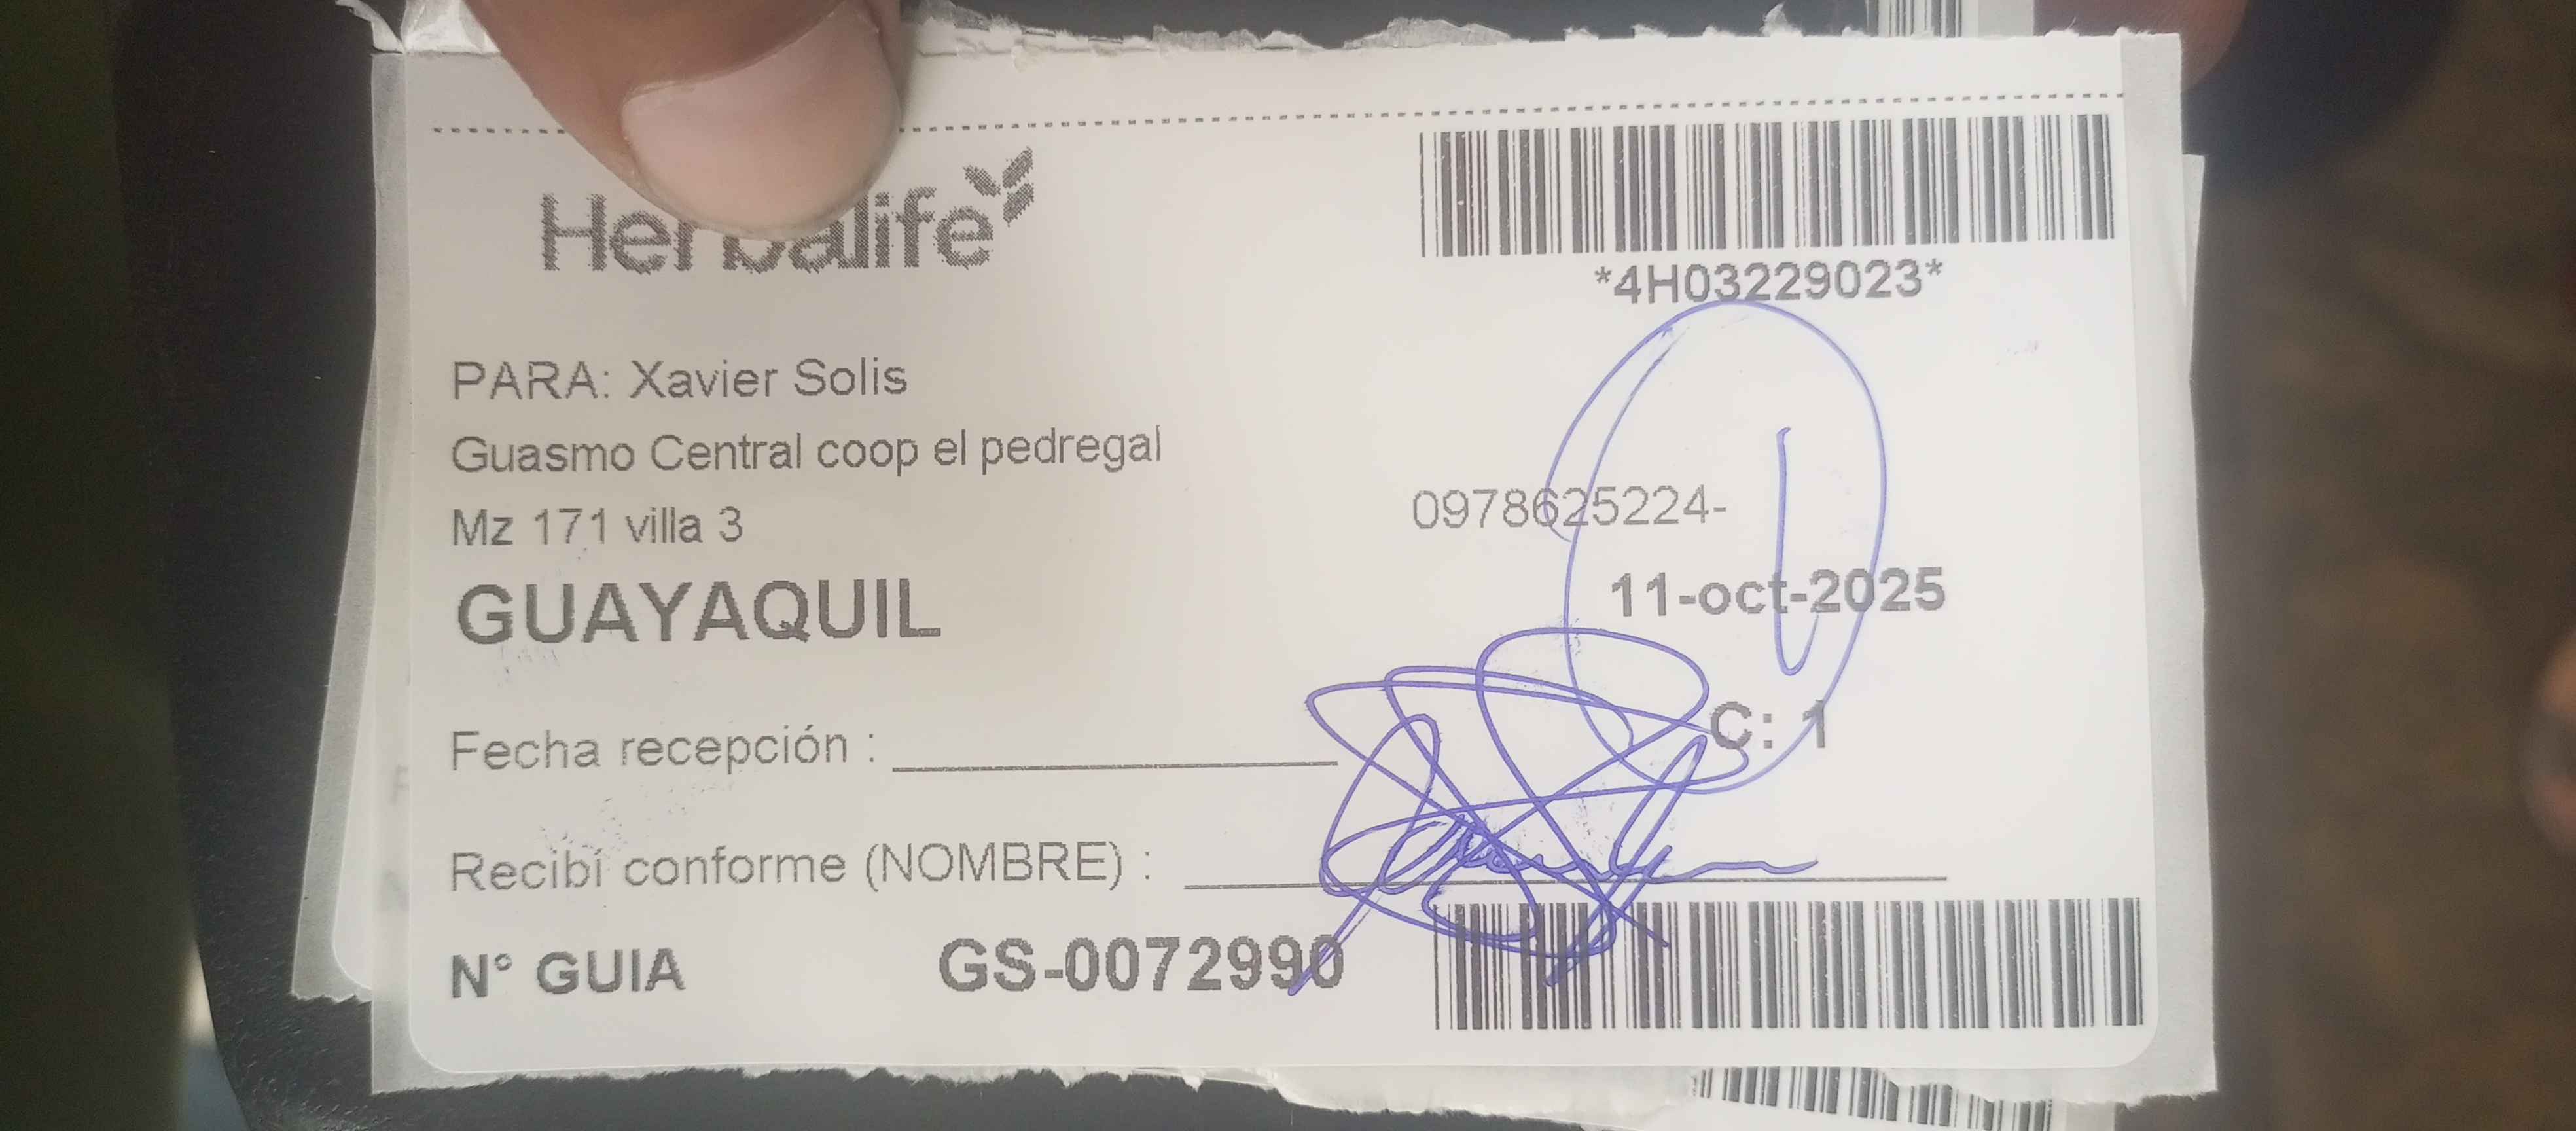 Herbalife
*4H03229023*
PARA: Xavier Solis
Guasmo Central coop el pedregal
Mz 171 villa 3
0978625224-
GUAYAQUIL
11-oct-2025
C: 1
Fecha recepción :
Recibí conforme (NOMBRE) :
N° GUIA GS-0072990